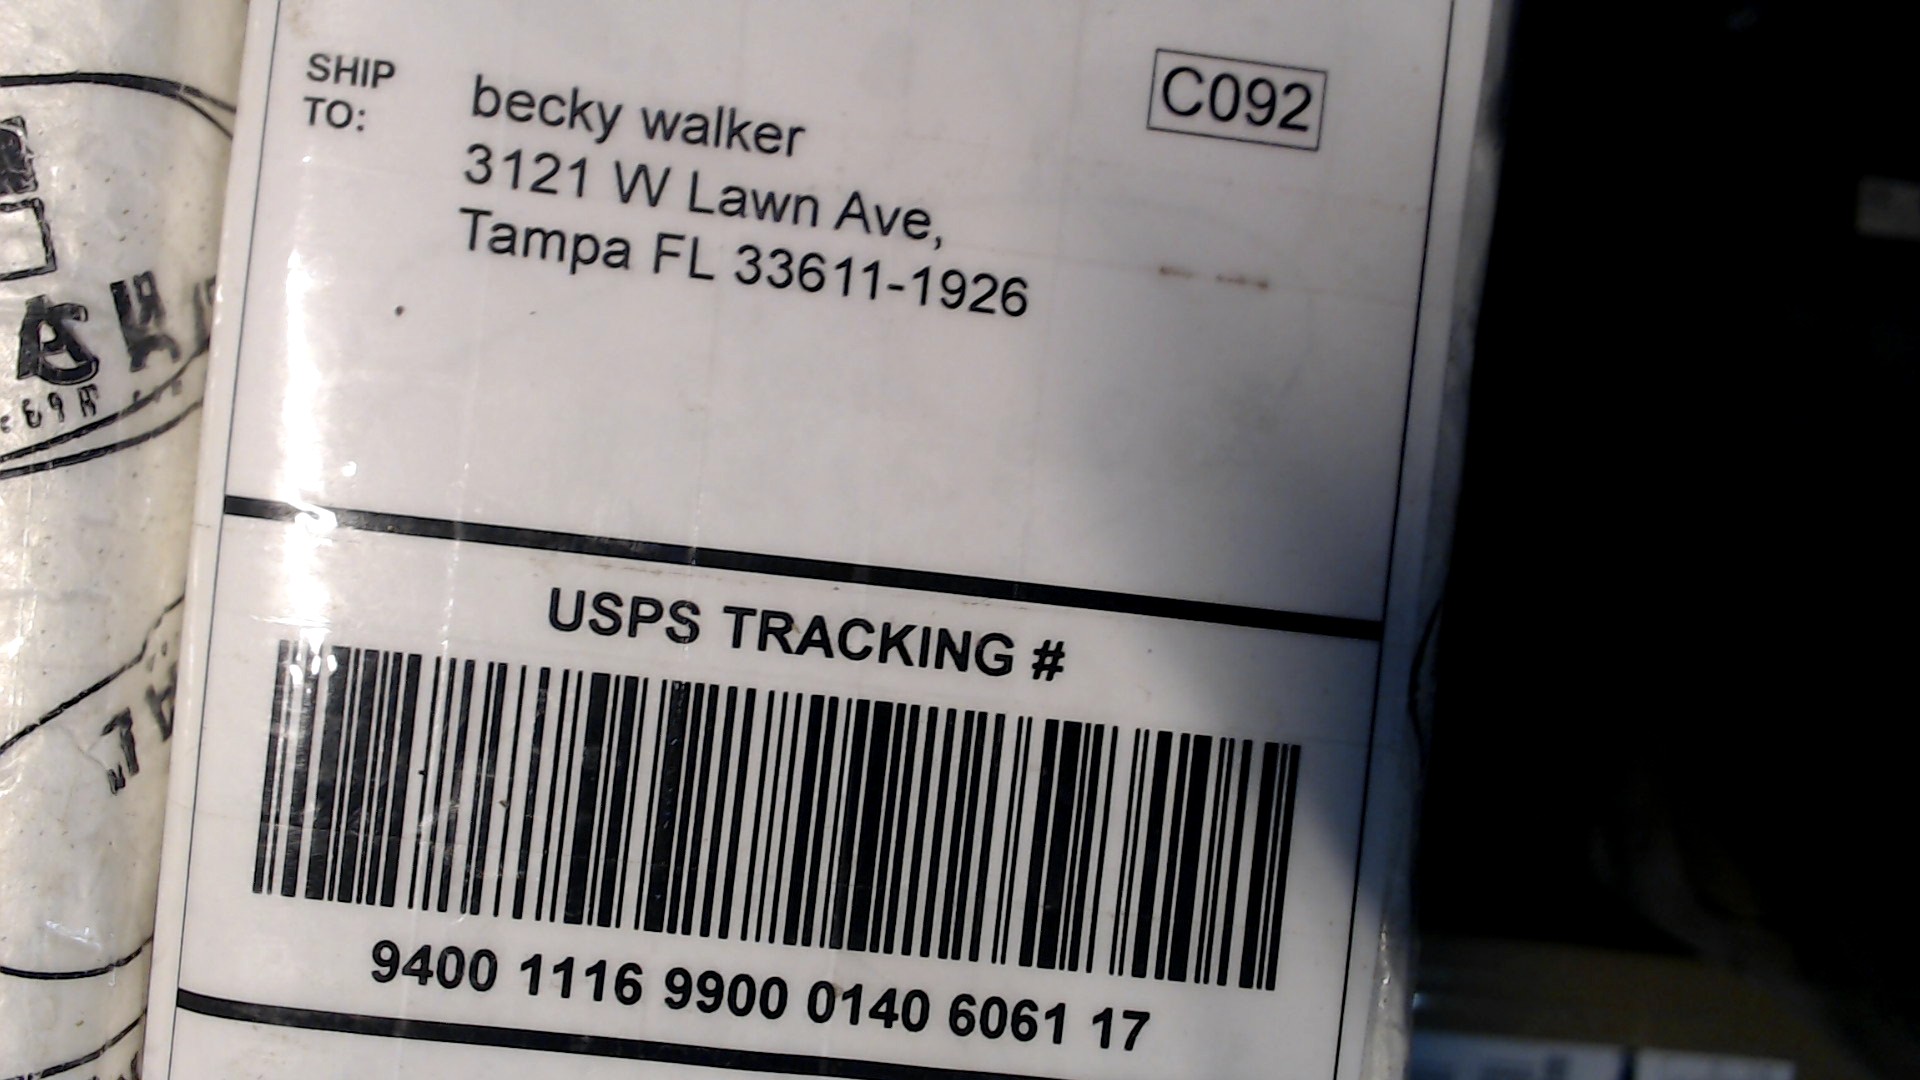 SHIP
TO:
C092
becky walker
3121 W Lawn Ave,
Tampa FL 33611-1926
USPS TRACKING #
9400 1116 9900 0140 6061 17